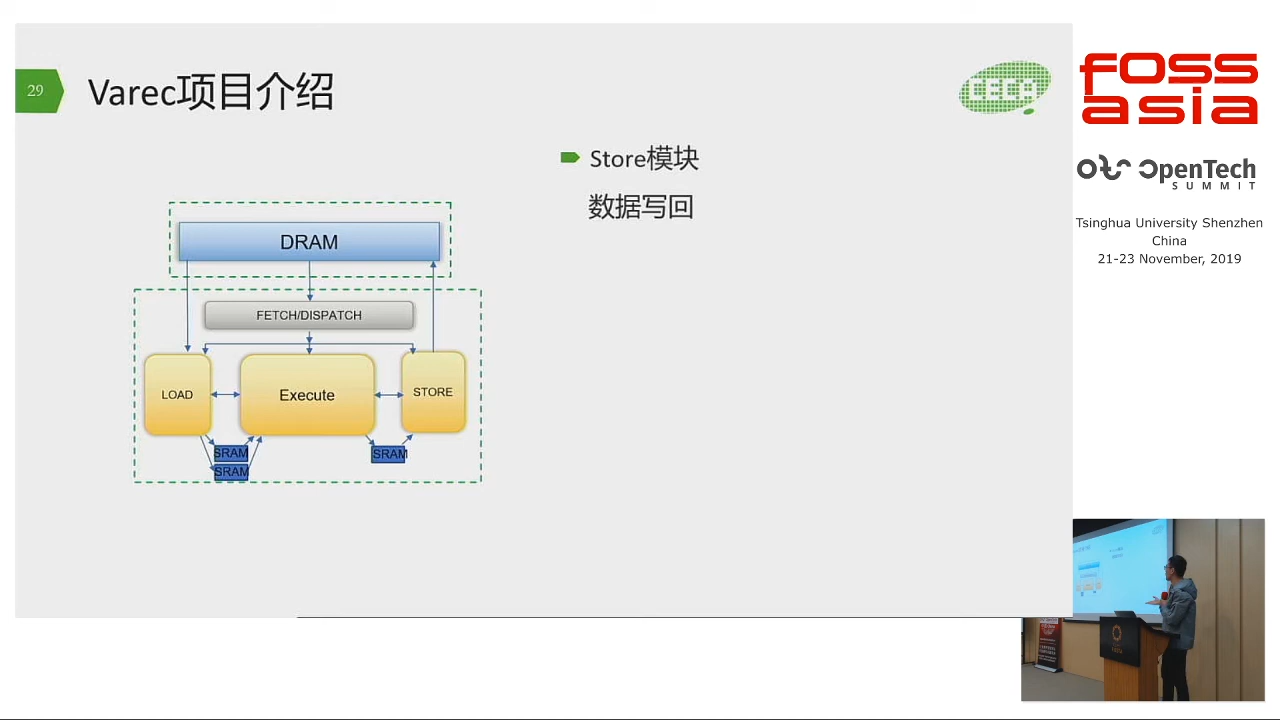 29
Varec项目介绍
Store模块
数据写回
DRAM
FETCH/DISPATCH
LOAD
Execute
STORE
SRAM
SRAM
SRAM
FOSS
asia
OpenTech
SUMMIT
Tsinghua University Shenzhen
China
21-23 November, 2019